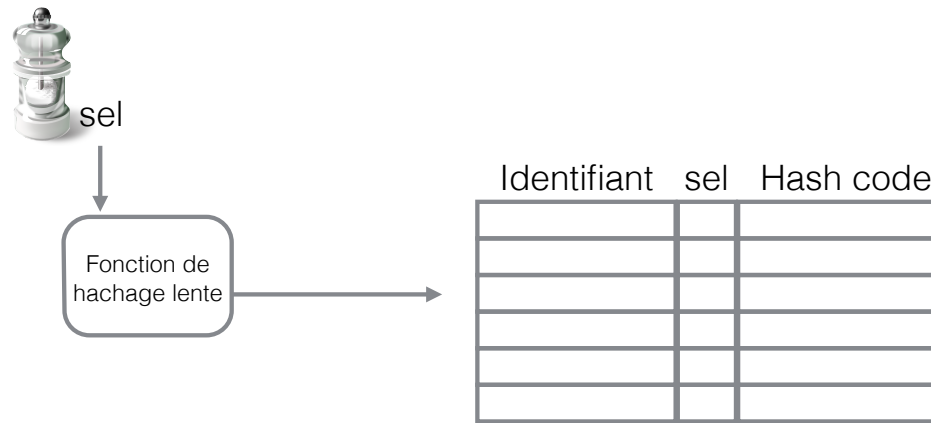 sel
Identifiant sel Hash code
Fonction de
hachage lente